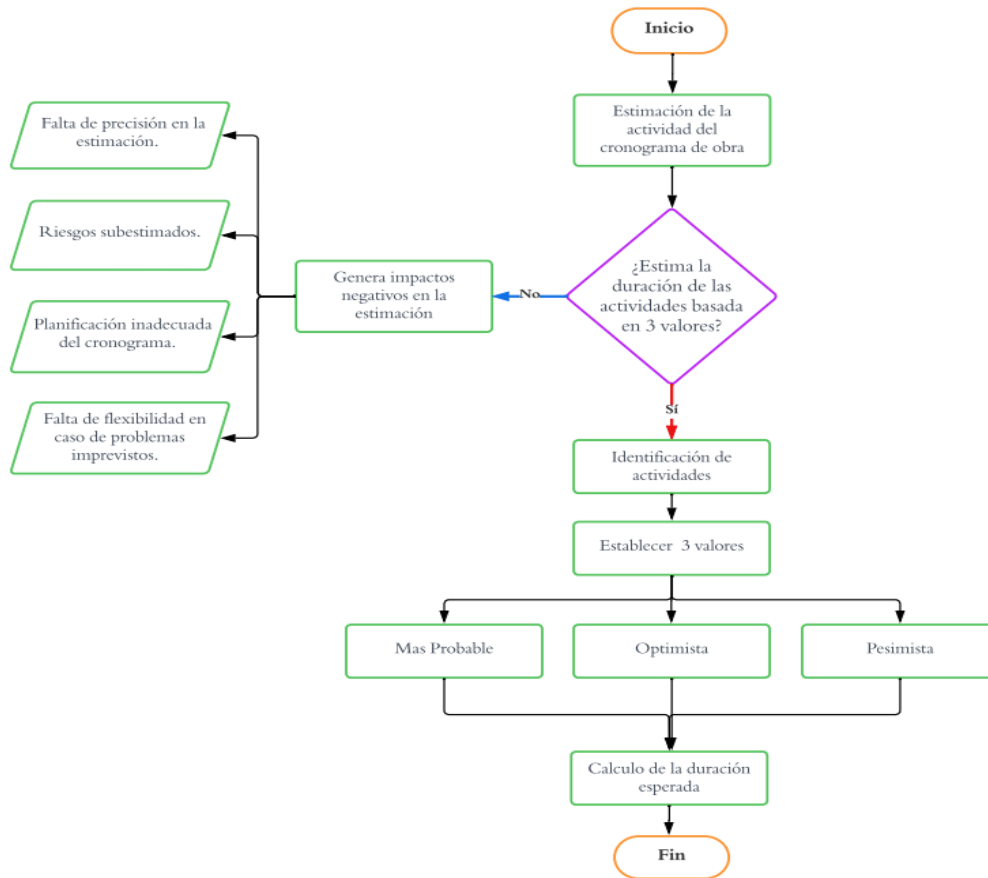 Inicio
Estimación de la
actividad del
cronograma de obra
¿Estima la
duración de las
actividades basada
en 3 valores?
No
Genera impactos
negativos en la
estimación
Falta de precisión en la
estimación.
Riesgos subestimados.
Planificación inadecuada
del cronograma.
Falta de flexibilidad en
caso de problemas
imprevistos.
Sí
Identificación de
actividades
Establecer 3 valores
Mas Probable
Optimista
Pesimista
Calculo de la duración
esperada
Fin